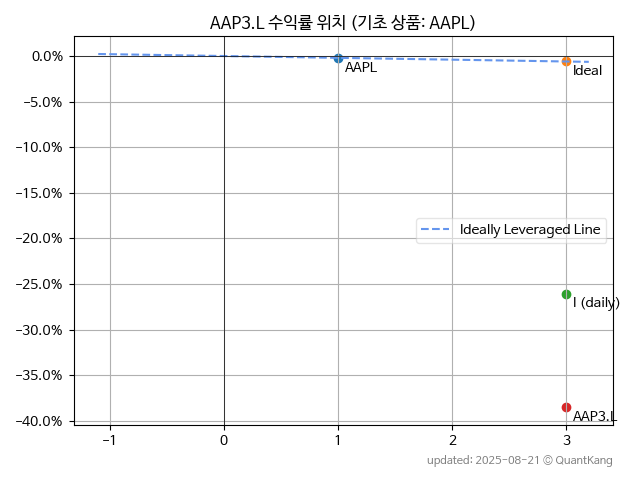 AAP3.L 수익률 위치 (기초 상품: AAPL)
0.0%
−5.0%
−10.0%
−15.0%
−20.0%
−25.0%
−30.0%
−35.0%
−40.0%
AAPL
Ideal
Ideally Leveraged Line
I (daily)
AAP3.L
−1
0
1
2
3
updated: 2025-08-21 © QuantKang